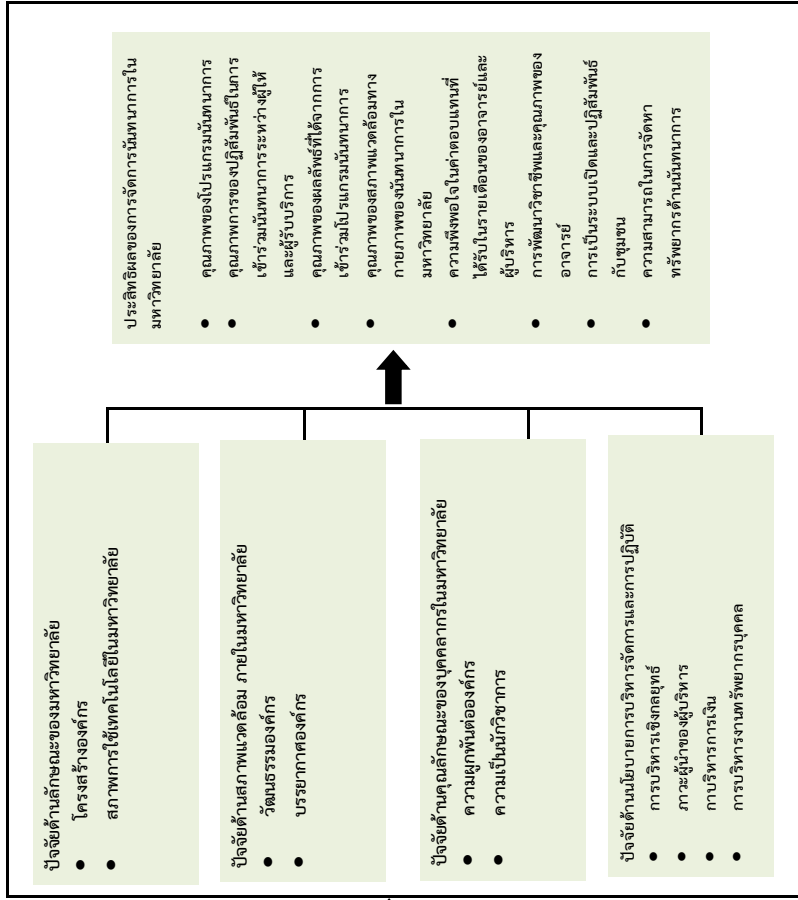 ปัจจัยด้านลักษณะของมหาวิทยาลัย
● โครงสร้างองค์กร
● สภาพการใช้เทคโนโลยีในมหาวิทยาลัย
ปัจจัยด้านสภาพแวดล้อม ภายในมหาวิทยาลัย
● วัฒนธรรมองค์กร
● บรรยากาศองค์กร
ปัจจัยด้านคุณลักษณะของบุคคลากรในมหาวิทยาลัย
● ความผูกพันต่อองค์กร
● ความเป็นนักวิชาการ
ปัจจัยด้านนโยบายการบริหารจัดการและการปฏิบัติ
● การบริหารเชิงกลยุทธ์
● ภาวะผู้นำของผู้บริหาร
● กาบริหารการเงิน
● การบริหารงานทรัพยากรบุคคล
ประสิทธิผลของการจัดการนันทนาการใน
มหาวิทยาลัย
● คุณภาพของโปรแกรมนันทนาการ
● คุณภาพการของปฏิสัมพันธ์ในการ
เข้าร่วมนันทนาการระหว่างผู้ให้
และผู้รับบริการ
● คุณภาพของผลลัพธ์ที่ได้จากการ
เข้าร่วมโปรแกรมนันทนาการ
● คุณภาพของสภาพแวดล้อมทาง
กายภาพของนันทนาการใน
มหาวิทยาลัย
● ความพึงพอใจในค่าตอบแทนที่
ได้รับในรายเดือนของอาจารย์และ
ผู้บริหาร
● การพัฒนาวิชาชีพและคุณภาพของ
อาจารย์
● การเป็นระบบเปิดและปฏิสัมพันธ์
กับชุมชน
● ความสามารถในการจัดหา
ทรัพยากรด้านนันทนาการ